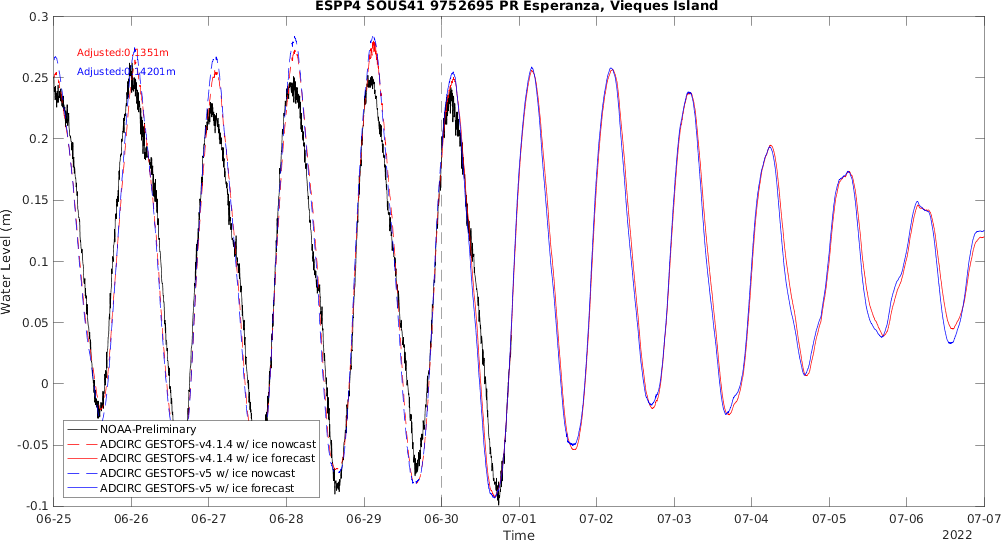 ESPP4 SOUS41 9752695 PR Esperanza, Vieques Island
0.3
Adjusted:0.1351m
Adjusted:0.14201m
0.25
0.2
0.15
0.1
0.05
0
-0.05
-0.1
Water Level (m)
NOAA-Preliminary
ADCIRC GESTOFS-v4.1.4 w/ ice nowcast
ADCIRC GESTOFS-v4.1.4 w/ ice forecast
ADCIRC GESTOFS-v5 w/ ice nowcast
ADCIRC GESTOFS-v5 w/ ice forecast
06-25 06-26 06-27 06-28 06-29 06-30 07-01 07-02 07-03 07-04 07-05 07-06 07-07
Time
2022